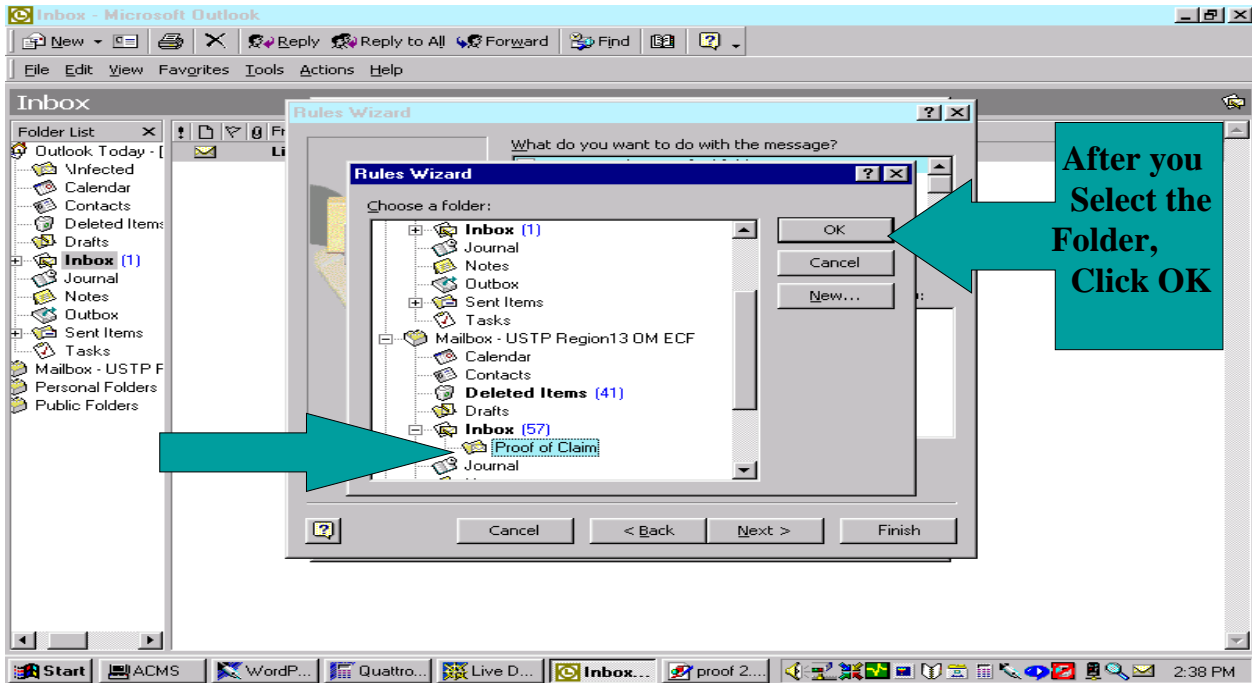 Inbox - Microsoft Outlook
New Reply Reply to All Forward Find
File Edit View Favorites Tools Actions Help
Inbox
Folder List
Outlook Today - [
\Infected
Calendar
Contacts
Deleted Items
Drafts
Inbox (1)
Journal
Notes
Outbox
Sent Items
Tasks
Mailbox - USTP F
Personal Folders
Public Folders
Fr
Li
Rules Wizard
What do you want to do with the message?
Rules Wizard
Choose a folder:
Inbox (1)
Journal
Notes
Outbox
Sent Items
Tasks
Mailbox - USTP Region13 OM ECF
Calendar
Contacts
Deleted Items (41)
Drafts
Inbox (57)
Proof of Claim
Journal
OK
Cancel
New...
Cancel
< Back
Next >
Finish
After you
Select the
Folder,
Click OK
Start ACMS WordP... Quattro... Live D... Inbox... proof 2.... 2:38 PM